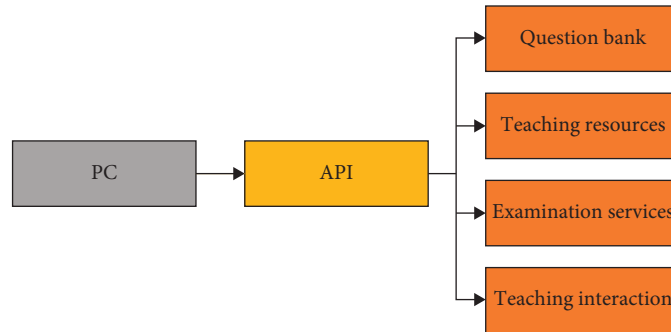 PC
API
Question bank
Teaching resources
Examination services
Teaching interaction